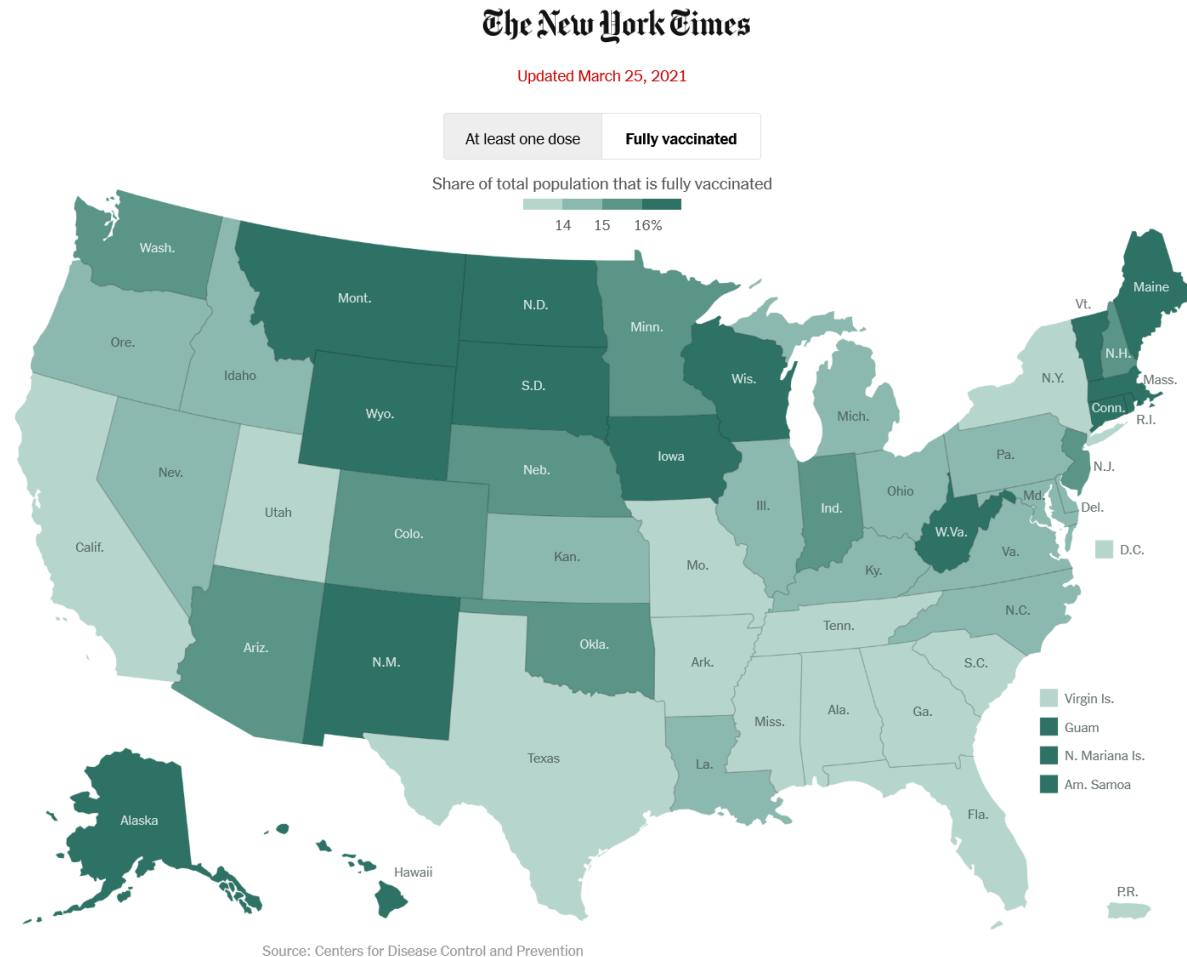 The New York Times
Updated March 25, 2021
At least one dose Fully vaccinated
Share of total population that is fully vaccinated
14 15 16%
Wash.
Mont.
N.D.
Minn.
Maine
Vt.
N.H.
Ore.
Idaho
Wyo.
S.D.
Wis.
Mich.
N.Y.
Mass.
Conn.
R.I.
Nev.
Utah
Neb.
Iowa
Pa.
N.J.
Calif.
Colo.
Kan.
Ill.
Ind.
Ohio
Md.
Del.
W.Va.
Va.
D.C.
Mo.
Ky.
N.C.
Ariz.
N.M.
Okla.
Ark.
Tenn.
S.C.
Texas
La.
Miss.
Ala.
Ga.
Fla.
Virgin Is.
Guam
N. Mariana Is.
Am. Samoa
Alaska
Hawaii
P.R.
Source: Centers for Disease Control and Prevention